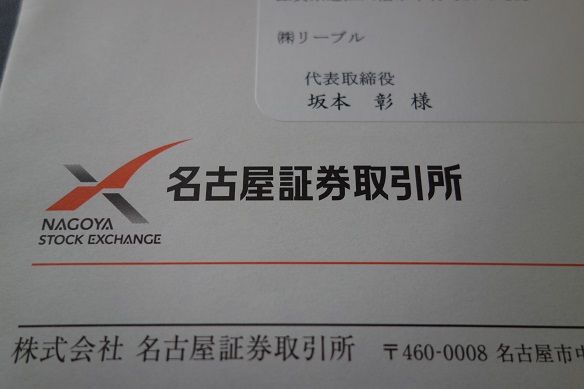 ㈱リーブル
代表取締役
坂本 彰 様
名古屋証券取引所
NAGOYA
STOCK EXCHANGE
株式会社 名古屋証券取引所 〒460-0008 名古屋市中